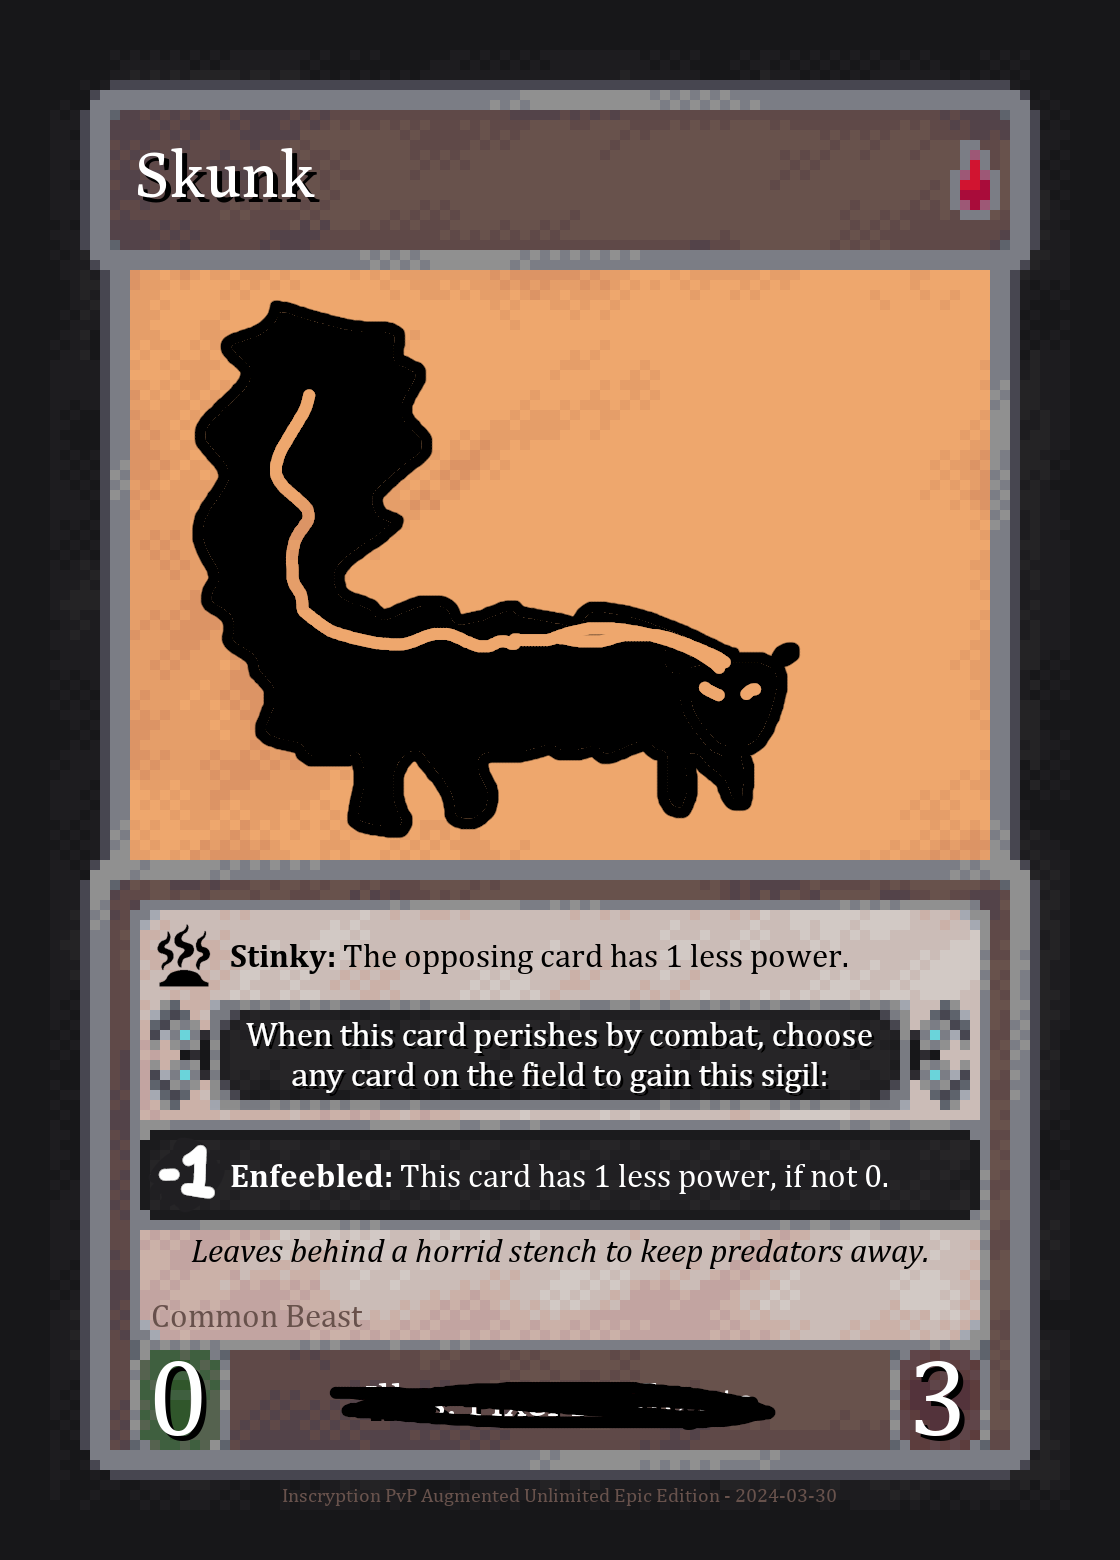 Skunk
Stinky: The opposing card has 1 less power.
When this card perishes by combat, choose
any card on the field to gain this sigil:
-1 Enfeebled: This card has 1 less power, if not 0.
Leaves behind a horrid stench to keep predators away.
Common Beast
0 3
Inscryption PvP Augmented Unlimited Epic Edition - 2024-03-30